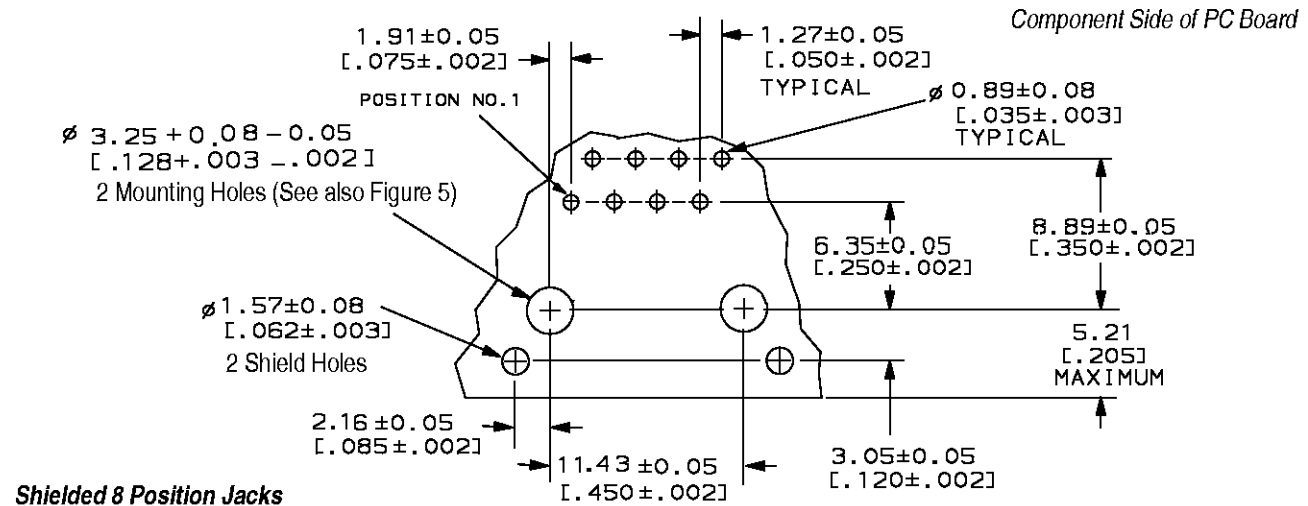 Component Side of PC Board
1.91±0.05
[.075±.002]
1.27±0.05
[.050±.002]
TYPICAL
POSITION NO.1
ø 0.89±0.08
[.035±.003]
TYPICAL
ø 3.25 +0.08 -0.05
[.128+.003 -.002]
2 Mounting Holes (See also Figure 5)
6.35±0.05
[.250±.002]
8.89±0.05
[.350±.002]
ø1.57±0.08
[.062±.003]
2 Shield Holes
5.21
[.205]
MAXIMUM
2.16±0.05
[.085±.002]
11.43±0.05
[.450±.002]
3.05±0.05
[.120±.002]
Shielded 8 Position Jacks